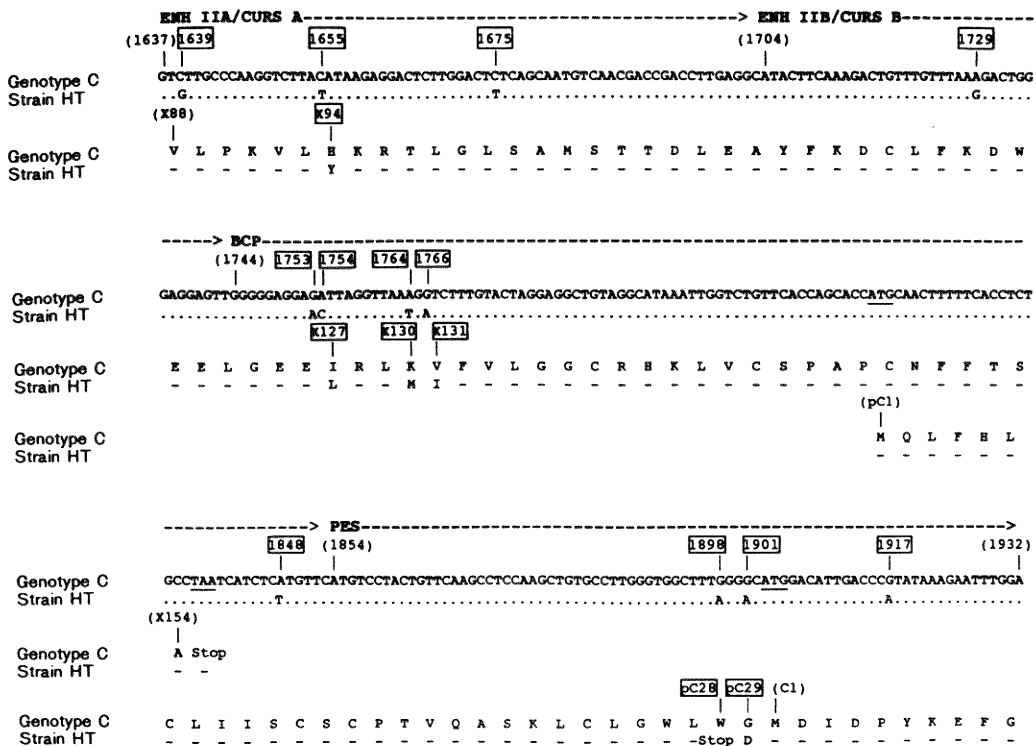 ENH IIA/CURS A--------------------------------------------------> ENH IIB/CURS B---------------
(1637) 1639 1655 1675 (1704) 1729
Genotype C GTCTTGCCCAAGGTCTTACATAAGAGGACTCTTGGACTCTCAGCAATGTCAACGACCGACCTTGAGGCATACTTCAAAGACTGTTTGTTTAAAGACTGG
Strain HT ..G...............T...................T.....................................................G......
(X88) X94
Genotype C V L P K V L H K R T L G L S A M S T T D L E A Y F K D C L F K D W
Strain HT - - - - - - Y - - - - - - - - - - - - - - - - - - - - - - - - - -
------> BCP--------------------------------------------------------------------------------
(1744) 1753 1754 1764 1766
Genotype C GAGGAGTTGGGGGAGGAGATTAGGTTAAAGGTCTTTGTACTAGGAGGCTGTAGGCATAAATTGGTCTGTTCACCAGCACCATGCAACTTTTTCACCTCT
Strain HT .................AC.........T.A....................................................................
X127 X130 X131
Genotype C E E L G E E I R L K V F V L G G C R H K L V C S P A P C N F F T S
Strain HT - - - - - - L - - M I - - - - - - - - - - - - - - - - - - - - - -
(pC1)
Genotype C M Q L F H L
Strain HT - - - - - -
-----------------> PES-------------------------------------------------------------------------->
1848 (1854) 1898 1901 1917 (1932)
Genotype C GCCTAATCATCTCATGTTCATGTCCTACTGTTCAAGCCTCCAAGCTGTGCCTTGGGTGGCTTTGGGGCATGGACATTGACCCGTATAAAGAATTTGGA
Strain HT .............T.................................................A..A...............A...............
(X154)
Genotype C A Stop
Strain HT - -
pC28 pC29 (C1)
Genotype C C L I I S C S C P T V Q A S K L C L G W L W G M D I D P Y K E F G
Strain HT - - - - - - - - - - - - - - - - - - - - -Stop D - - - - - - - - - -